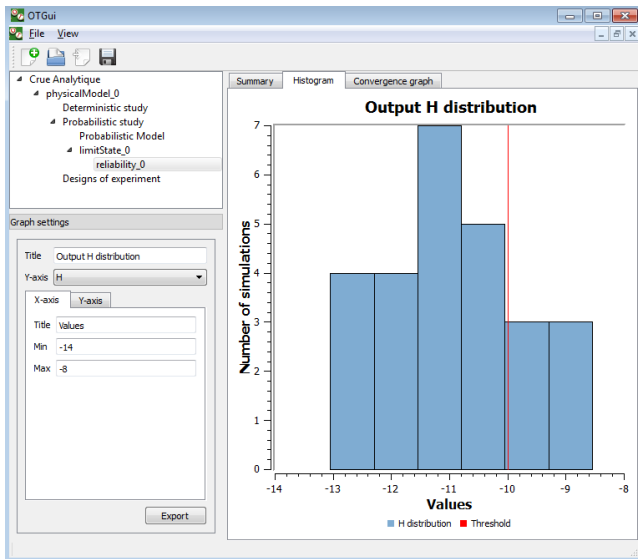 OTGui
File View
Crue Analytique
physicalModel_0
Deterministic study
Probabilistic study
Probabilistic Model
limitState_0
reliability_0
Designs of experiment
Graph settings
Title Output H distribution
Y-axis H
X-axis Y-axis
Title Values
Min -14
Max -8
Export
Summary Histogram Convergence graph
Output H distribution
Number of simulations
7
6
5
4
3
2
1
0
-14 -13 -12 -11 -10 -9 -8
Values
H distribution Threshold